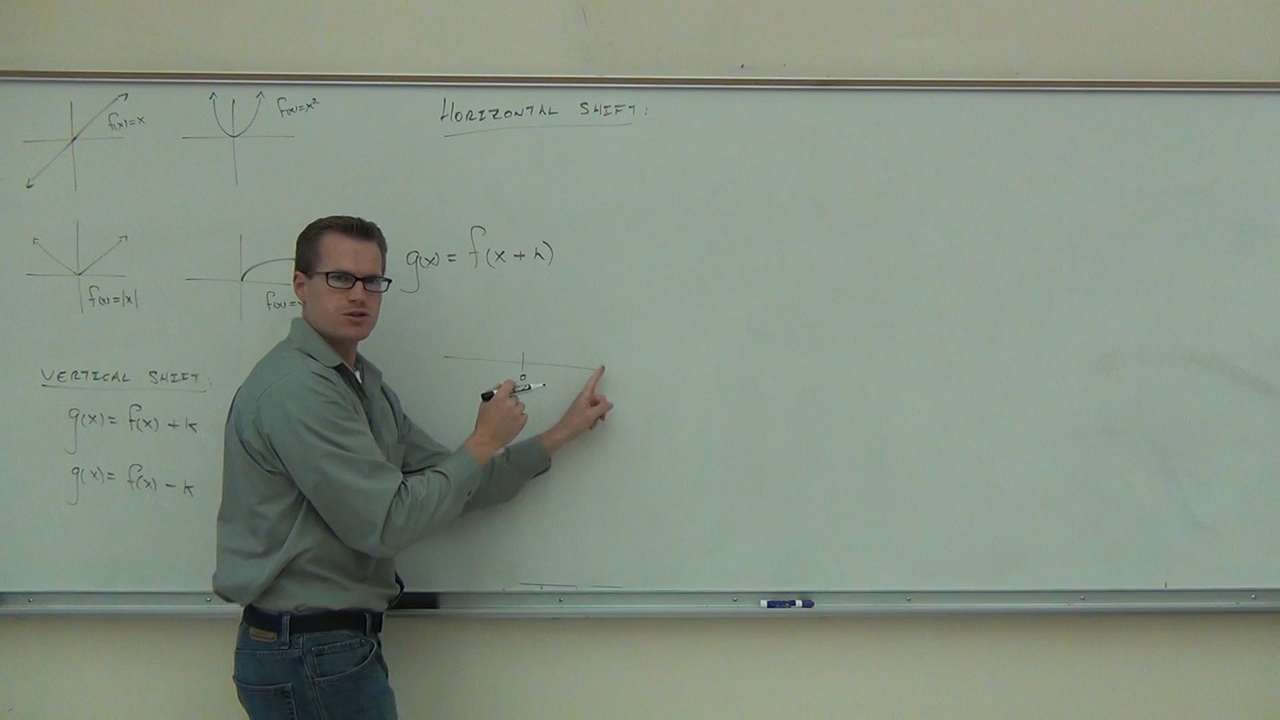 f(x)=x
f(x)=x²
HORIZONTAL SHIFT:
f(x)=|x|
f(x)=
g(x) = f(x + h)
0
VERTICAL SHIFT:
g(x) = f(x) + k
g(x) = f(x) - k